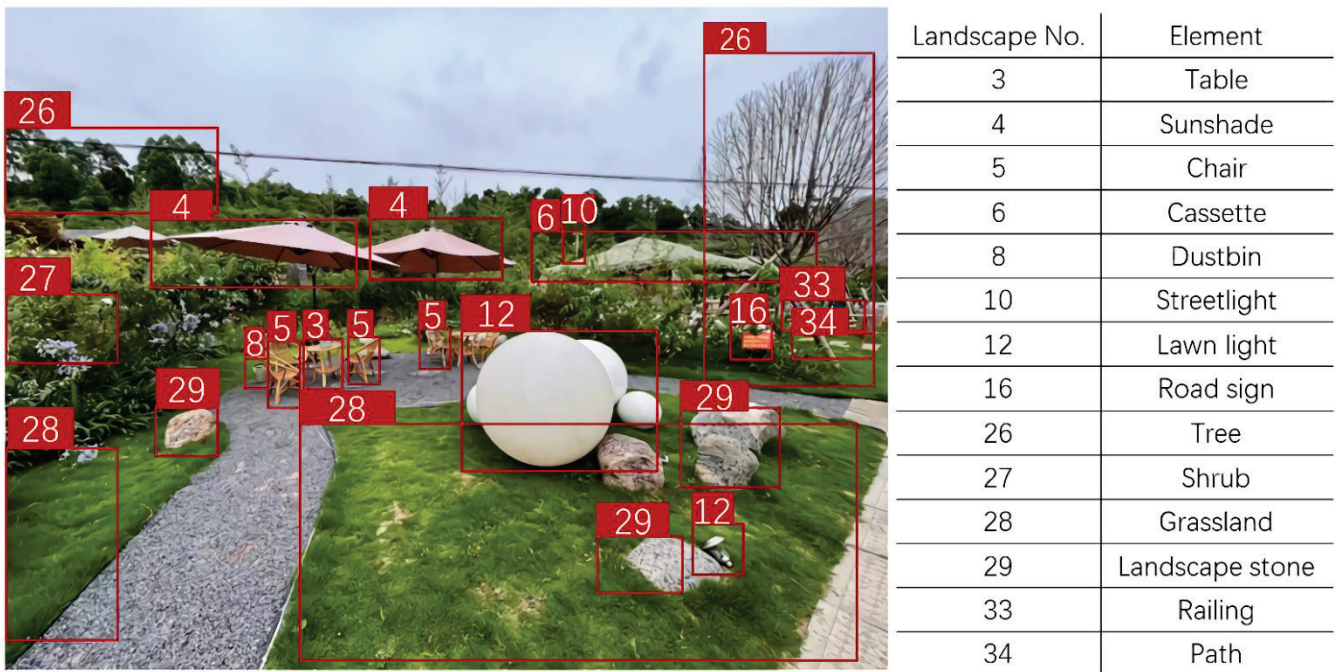 26
26
4
4
6
10
27
33
16
34
12
5
3
5
5
8
29
28
29
28
29
12
Landscape No. Element
3 Table
4 Sunshade
5 Chair
6 Cassette
8 Dustbin
10 Streetlight
12 Lawn light
16 Road sign
26 Tree
27 Shrub
28 Grassland
29 Landscape stone
33 Railing
34 Path